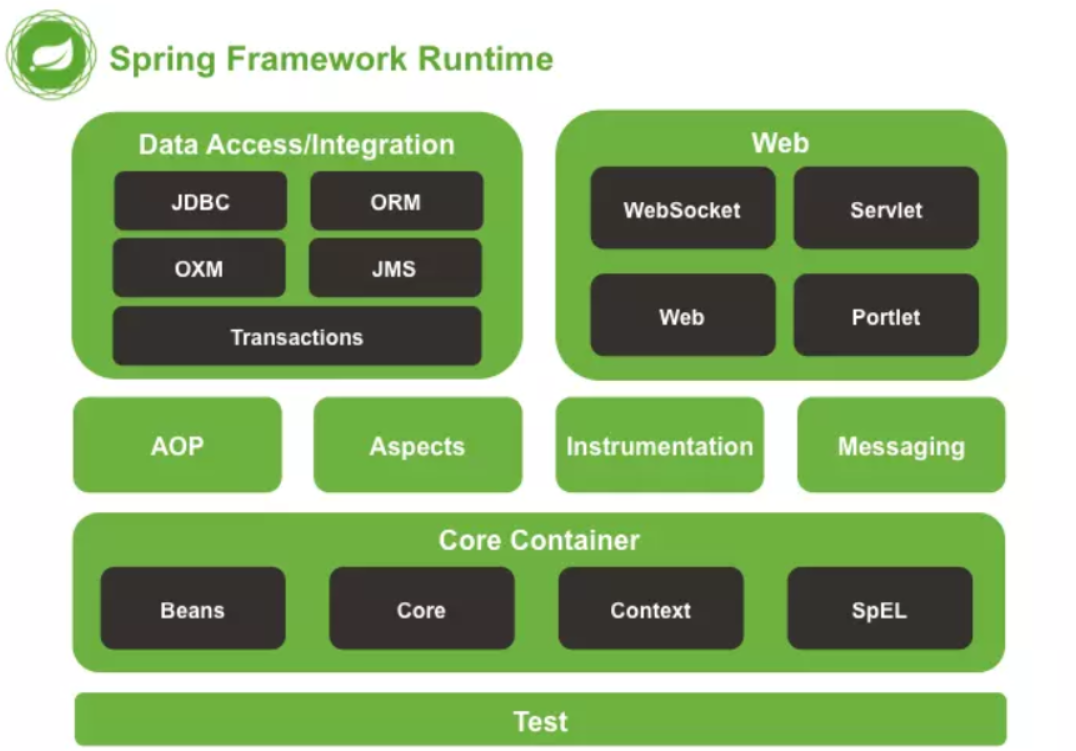 Spring Framework Runtime
Data Access/Integration
JDBC
ORM
OXM
JMS
Transactions
Web
WebSocket
Servlet
Web
Portlet
AOP
Aspects
Instrumentation
Messaging
Core Container
Beans
Core
Context
SpEL
Test